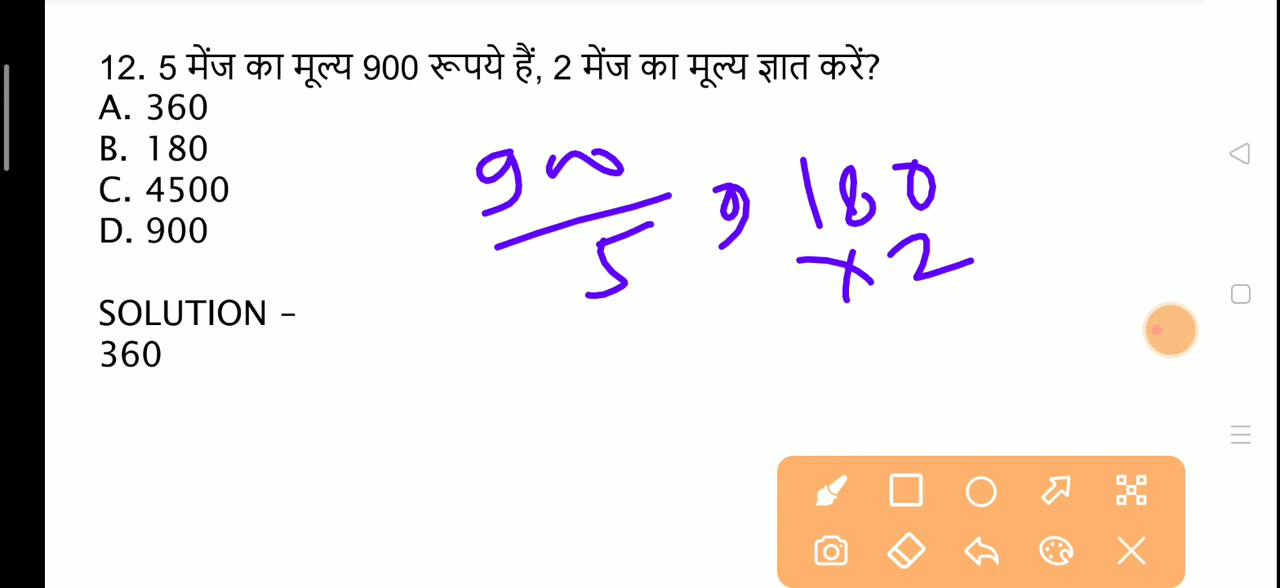 12. 5 मेंज का मूल्य 900 रूपये हैं, 2 मेंज का मूल्य ज्ञात करें?
A. 360
B. 180
C. 4500
D. 900
900
5
180
×2
SOLUTION –
360